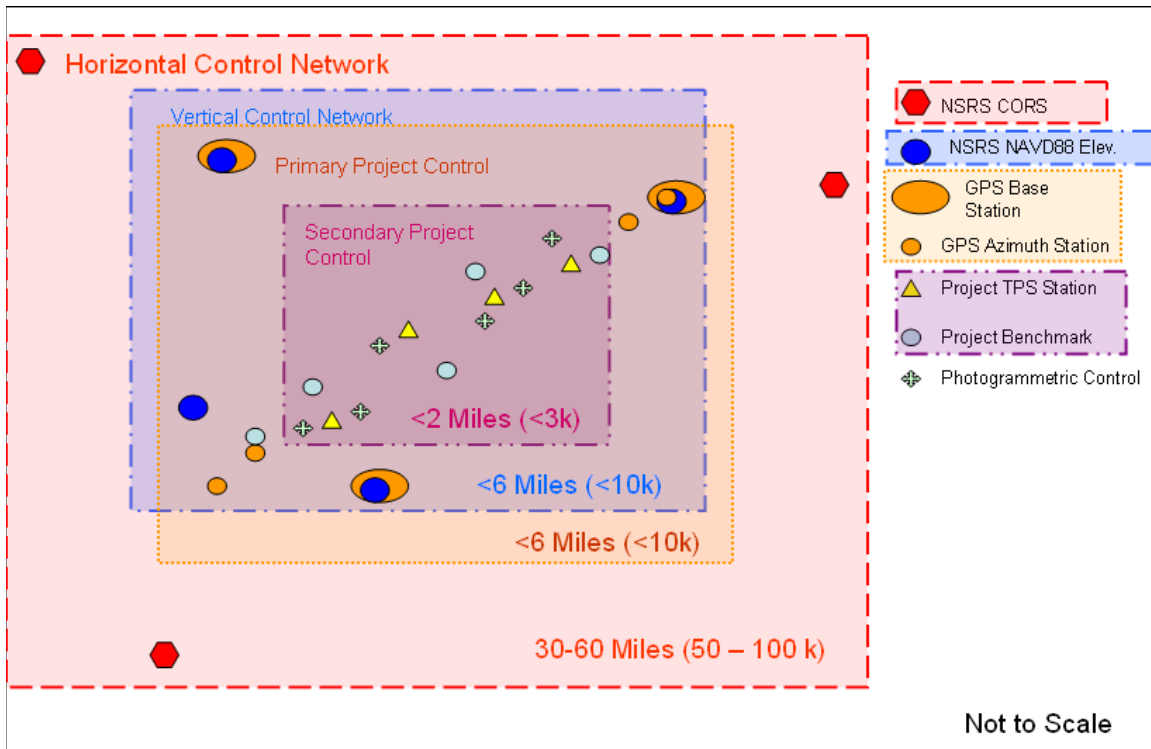 Horizontal Control Network
Vertical Control Network
Primary Project Control
Secondary Project
Control
<2 Miles (<3k)
<6 Miles (<10k)
<6 Miles (<10k)
30-60 Miles (50 – 100 k)
NSRS CORS
NSRS NAVD88 Elev.
GPS Base
Station
GPS Azimuth Station
Project TPS Station
Project Benchmark
Photogrammetric Control
Not to Scale